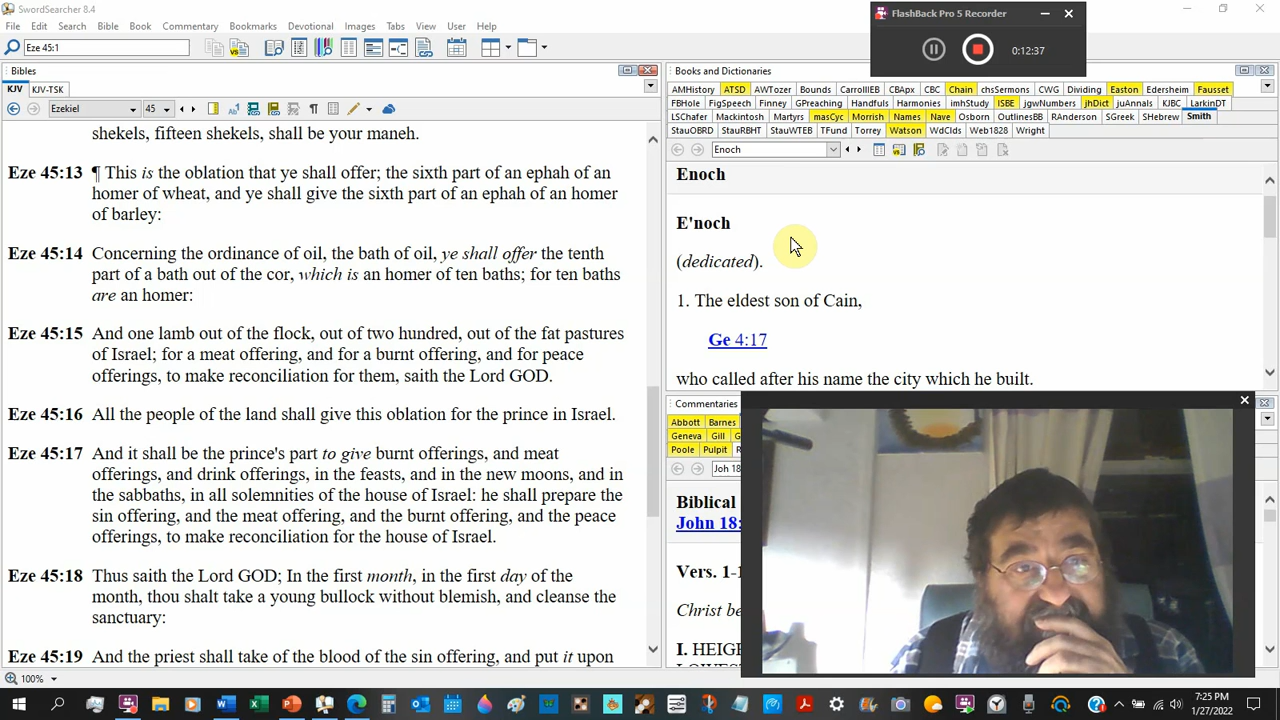 SwordSearcher 8.4
File Edit Search Bible Commentary Bookmarks Devotional Images Tabs View User Help
Eze 45:1
Bibles
KJV KJV-TSK
Ezekiel 45
shekels, fifteen shekels, shall be your maneh.
Eze 45:13 ¶ This is the oblation that ye shall offer; the sixth part of an ephah of an
homer of wheat, and ye shall give the sixth part of an ephah of an homer
of barley:
Eze 45:14 Concerning the ordinance of oil, the bath of oil, ye shall offer the tenth
part of a bath out of the cor, which is an homer of ten baths; for ten baths
are an homer:
Eze 45:15 And one lamb out of the flock, out of two hundred, out of the fat pastures
of Israel; for a meat offering, and for a burnt offering, and for peace
offerings, to make reconciliation for them, saith the Lord GOD.
Eze 45:16 All the people of the land shall give this oblation for the prince in Israel.
Eze 45:17 And it shall be the prince's part to give burnt offerings, and meat
offerings, and drink offerings, in the feasts, and in the new moons, and in
the sabbaths, in all solemnities of the house of Israel: he shall prepare the
sin offering, and the meat offering, and the burnt offering, and the peace
offerings, to make reconciliation for the house of Israel.
Eze 45:18 Thus saith the Lord GOD; In the first month, in the first day of the
month, thou shalt take a young bullock without blemish, and cleanse the
sanctuary:
Eze 45:19 And the priest shall take of the blood of the sin offering, and put it upon
100%
FlashBack Pro 5 Recorder
0:12:37
Books and Dictionaries
AMHistory ATSD AWTozer Bounds CarrollEB CBApx CBC Chain chsSermons CWG Dividing Easton Edersheim Fausset
FBHole FigSpeech Finney GPreaching Handfuls Harmonies imhStudy ISBE jgwNumbers jhDict juAnnals KJBC LarkinDT
LSChafer Mackintosh Martyrs masCyc Morrish Names Nave Osborn OutlinesBB RAnderson SGreek SHebrew Smith
StauOBRD StauRBHT StauWTEB TFund Torrey Watson WdClds Web1828 Wright
Enoch
Enoch
E'noch
(dedicated).
1. The eldest son of Cain,
Ge 4:17
who called after his name the city which he built.
Commentaries
Abbott Barnes
Geneva Gill G
Poole Pulpit R
Joh 18
Biblical
John 18:
Vers. 1-1
Christ be
I. HEIGH
LOWEST
7:25 PM
1/27/2022